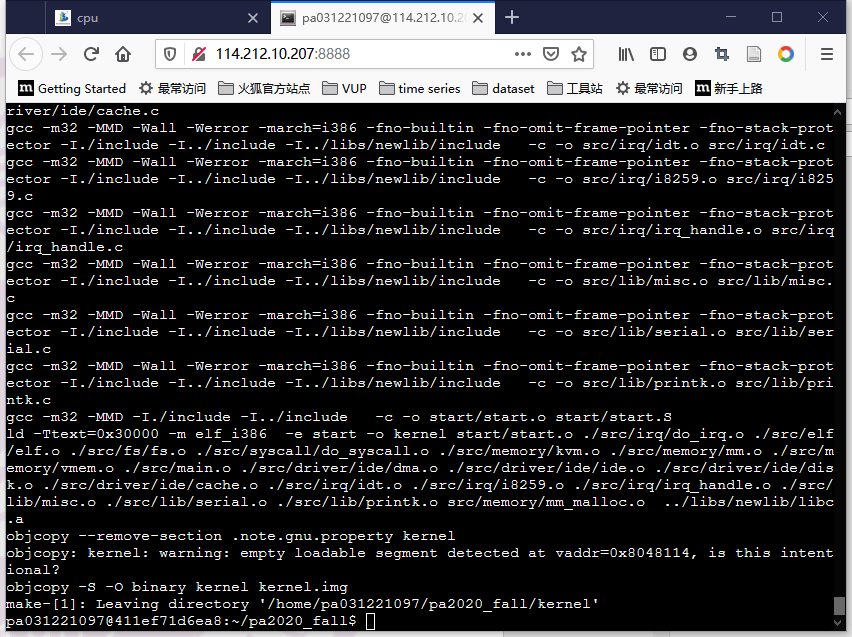 cpu
pa031221097@114.212.10.20
114.212.10.207:8888
Getting Started
最常访问
火狐官方站点
VUP
time series
dataset
工具站
最常访问
新手上路
river/ide/cache.c
gcc -m32 -MMD -Wall -Werror -march=i386 -fno-builtin -fno-omit-frame-pointer -fno-stack-prot
ector -I./include -I../include -I../libs/newlib/include   -c -o src/irq/idt.o src/irq/idt.c
gcc -m32 -MMD -Wall -Werror -march=i386 -fno-builtin -fno-omit-frame-pointer -fno-stack-prot
ector -I./include -I../include -I../libs/newlib/include   -c -o src/irq/i8259.o src/irq/i825
9.c
gcc -m32 -MMD -Wall -Werror -march=i386 -fno-builtin -fno-omit-frame-pointer -fno-stack-prot
ector -I./include -I../include -I../libs/newlib/include   -c -o src/irq/irq_handle.o src/irq
/irq_handle.c
gcc -m32 -MMD -Wall -Werror -march=i386 -fno-builtin -fno-omit-frame-pointer -fno-stack-prot
ector -I./include -I../include -I../libs/newlib/include   -c -o src/lib/misc.o src/lib/misc.
c
gcc -m32 -MMD -Wall -Werror -march=i386 -fno-builtin -fno-omit-frame-pointer -fno-stack-prot
ector -I./include -I../include -I../libs/newlib/include   -c -o src/lib/serial.o src/lib/ser
ial.c
gcc -m32 -MMD -Wall -Werror -march=i386 -fno-builtin -fno-omit-frame-pointer -fno-stack-prot
ector -I./include -I../include -I../libs/newlib/include   -c -o src/lib/printk.o src/lib/pri
ntk.c
gcc -m32 -MMD -I./include -I../include   -c -o start/start.o start/start.S
ld -Ttext=0x30000 -m elf_i386  -e start -o kernel start/start.o ./src/irq/do_irq.o ./src/elf
/elf.o ./src/fs/fs.o ./src/syscall/do_syscall.o ./src/memory/kvm.o ./src/memory/mm.o ./src/m
emory/vmem.o ./src/main.o ./src/driver/ide/dma.o ./src/driver/ide/ide.o ./src/driver/ide/dis
k.o ./src/driver/ide/cache.o ./src/irq/idt.o ./src/irq/i8259.o ./src/irq/irq_handle.o ./src/
lib/misc.o ./src/lib/serial.o ./src/lib/printk.o src/memory/mm_malloc.o  ../libs/newlib/libc
.a
objcopy --remove-section .note.gnu.property kernel
objcopy: kernel: warning: empty loadable segment detected at vaddr=0x8048114, is this intent
ional?
objcopy -S -O binary kernel kernel.img
make-[1]: Leaving directory '/home/pa031221097/pa2020_fall/kernel'
pa031221097@411ef71d6ea8:~/pa2020_fall$